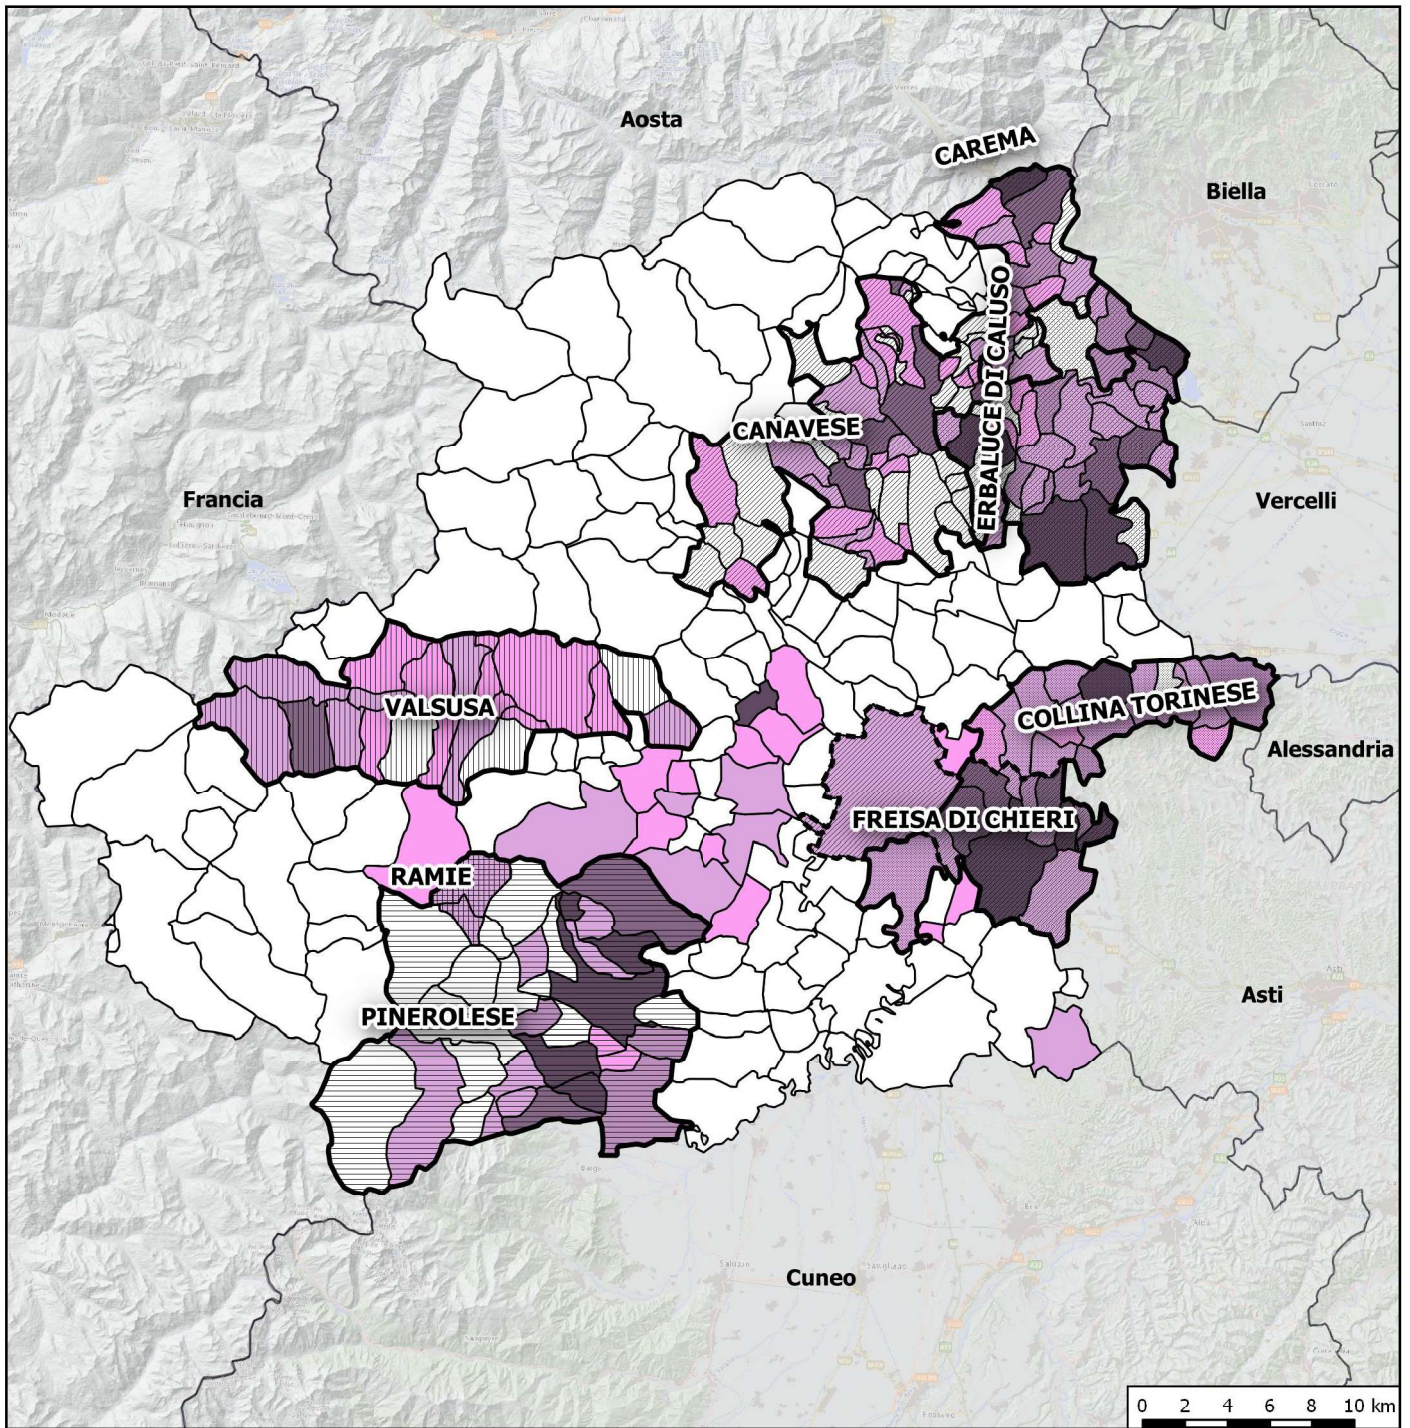 Aosta
CAREMA
Biella
ERBALUCE DI CALUSO
CANAVESE
Francia
Vercelli
VALSUSA
COLLINA TORINESE
Alessandria
FREISA DI CHIERI
RAMIE
Asti
PINEROLESE
Cuneo
0 2 4 6 8 10 km